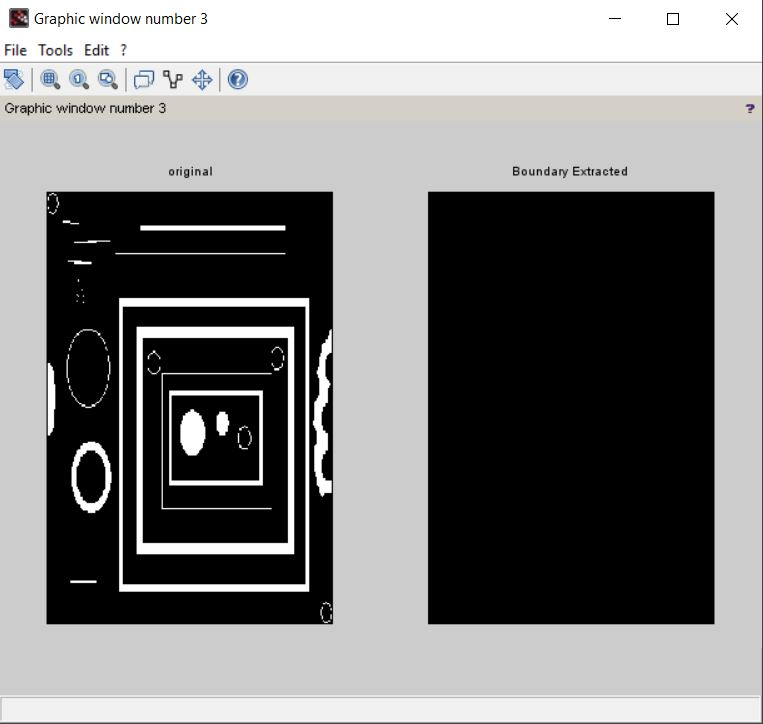 Graphic window number 3
File Tools Edit ?
Graphic window number 3 ?
original
Boundary Extracted